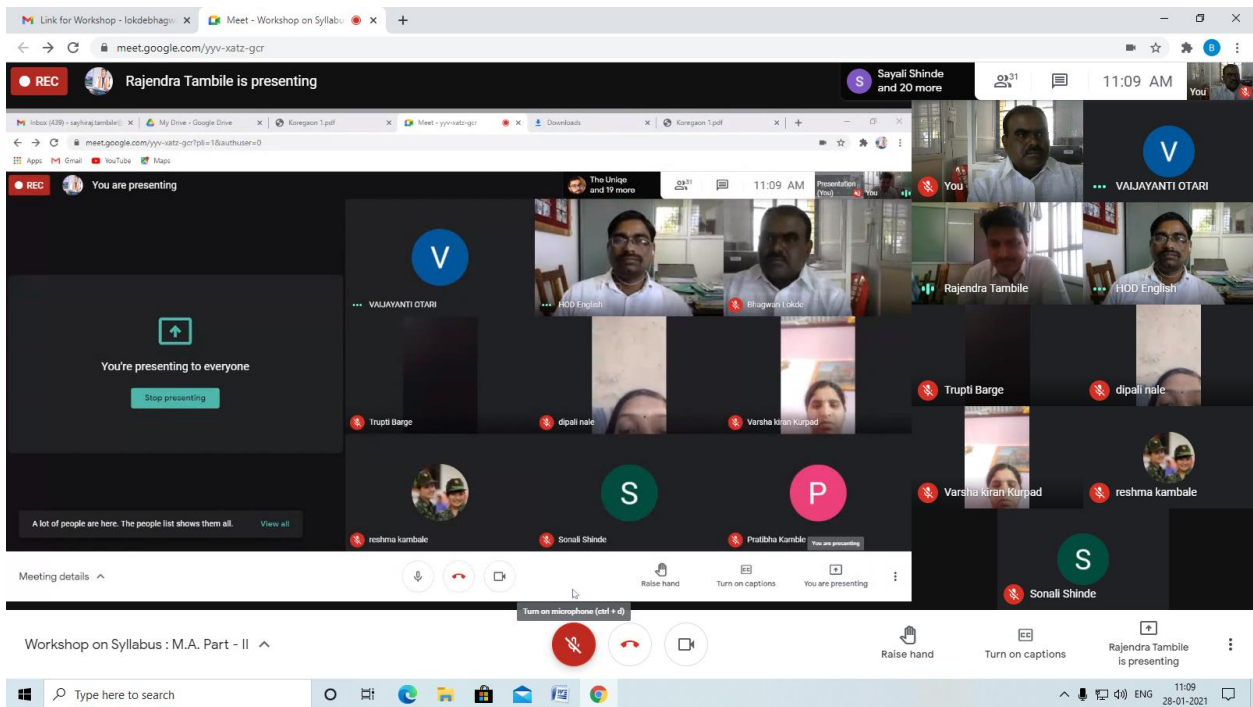 Link for Workshop - lokdebhagw
Meet - Workshop on Syllabu
meet.google.com/yyv-xatz-gcr
B
REC
Rajendra Tambile is presenting
S
Sayali Shinde
and 20 more
31
11:09 AM
You
Inbox (439) - sayhiraj.tambile@
My Drive - Google Drive
Koregaon 1.pdf
Meet - yyv-xatz-gcr
Downloads
Koregaon 1.pdf
meet.google.com/yyv-xatz-gcr?pli=1&authuser=0
Apps
Gmail
YouTube
Maps
REC
You are presenting
The Uniqe
and 19 more
31
11:09 AM
Presentation
(You)
You
You're presenting to everyone
Stop presenting
A lot of people are here. The people list shows them all.
View all
V
VAIJAYANTI OTARI
HOD English
Bhagwan Lokde
Trupti Barge
dipali nale
Varsha kiran Kurpad
reshma kambale
S
Sonali Shinde
P
Pratibha Kamble
You are presenting
Meeting details
Raise hand
Turn on captions
You are presenting
Turn on microphone (ctrl + d)
You
V
VAIJAYANTI OTARI
Rajendra Tambile
HOD English
Trupti Barge
dipali nale
Varsha kiran Kurpad
reshma kambale
S
Sonali Shinde
Workshop on Syllabus : M.A. Part - II
Raise hand
CC
Turn on captions
Rajendra Tambile
is presenting
Type here to search
ENG
11:09
28-01-2021